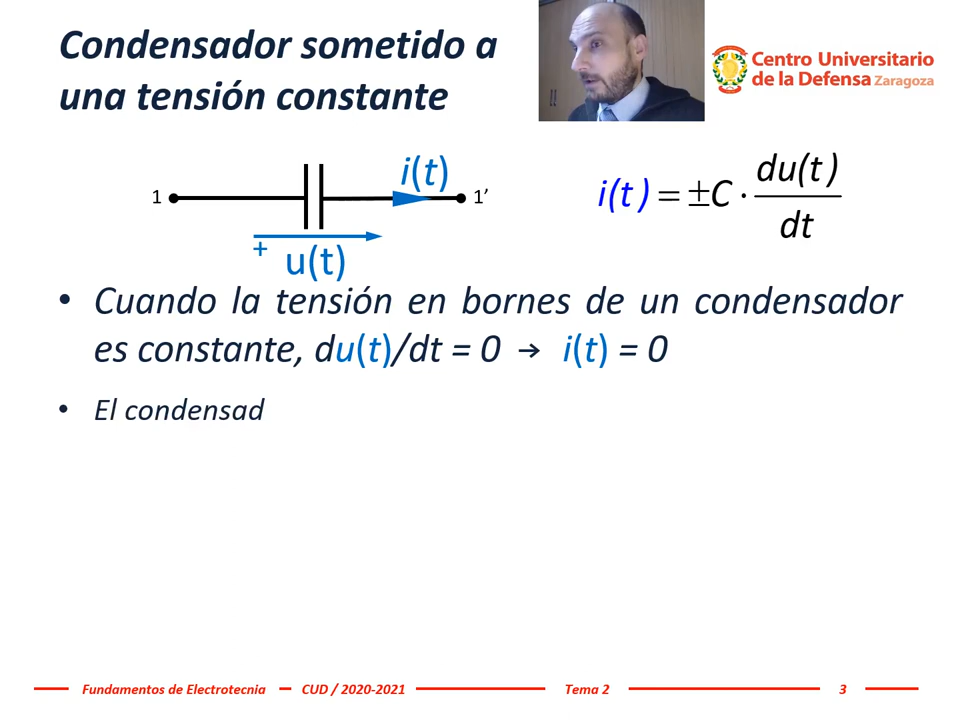 Condensador sometido a
una tensión constante
Centro Universitario
de la Defensa Zaragoza
1
i(t)
1'
+
u(t)
i(t) = ±C · du(t)/dt
• Cuando la tensión en bornes de un condensador
es constante, du(t)/dt = 0 → i(t) = 0
• El condensad
Fundamentos de Electrotecnia CUD / 2020-2021 Tema 2 3